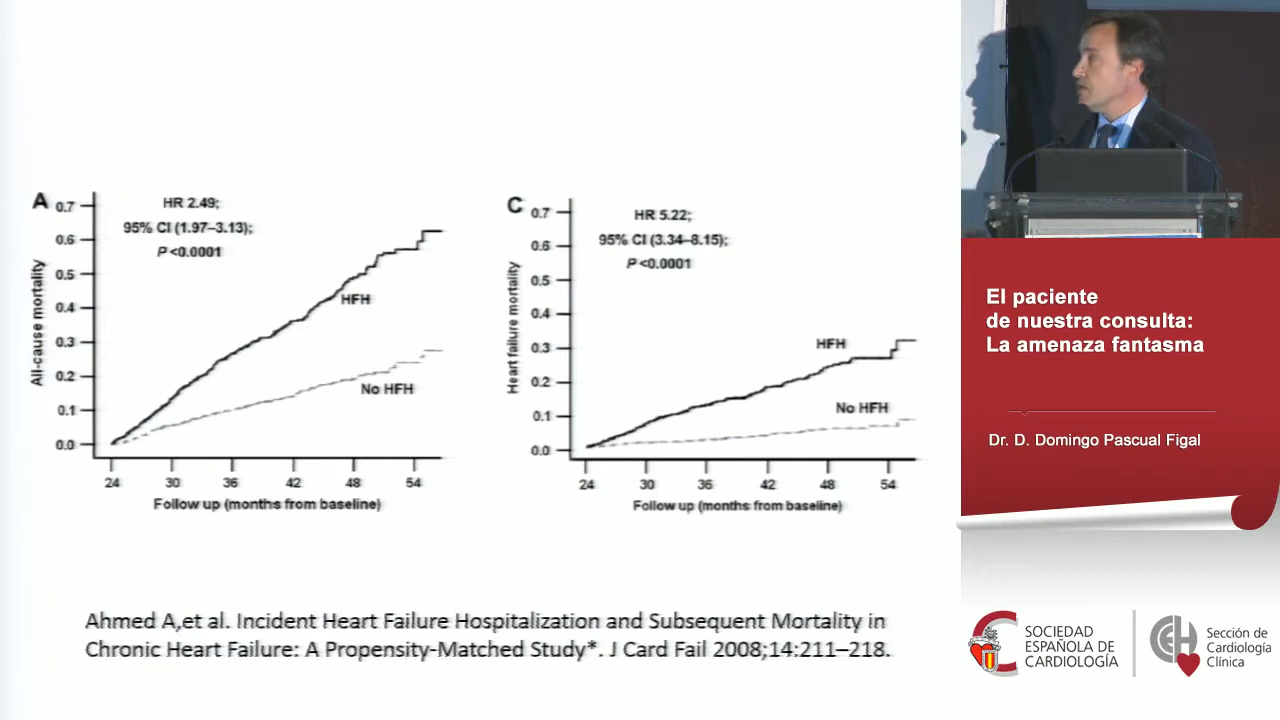 A
0.7
0.6
0.5
0.4
0.3
0.2
0.1
0.0
All-cause mortality
HR 2.49;
95% CI (1.97–3.13);
P<0.0001
HFH
No HFH
24 30 36 42 48 54
Follow up (months from baseline)
C
0.7
0.6
0.5
0.4
0.3
0.2
0.1
0.0
Heart failure mortality
HR 5.22;
95% CI (3.34–8.15);
P<0.0001
HFH
No HFH
24 30 36 42 48 54
Follow up (months from baseline)
Ahmed A,et al. Incident Heart Failure Hospitalization and Subsequent Mortality in
Chronic Heart Failure: A Propensity-Matched Study*. J Card Fail 2008;14:211–218.
El paciente
de nuestra consulta:
La amenaza fantasma
Dr. D. Domingo Pascual Figal
SOCIEDAD
ESPAÑOLA DE
CARDIOLOGÍA
Sección de
Cardiología
Clínica